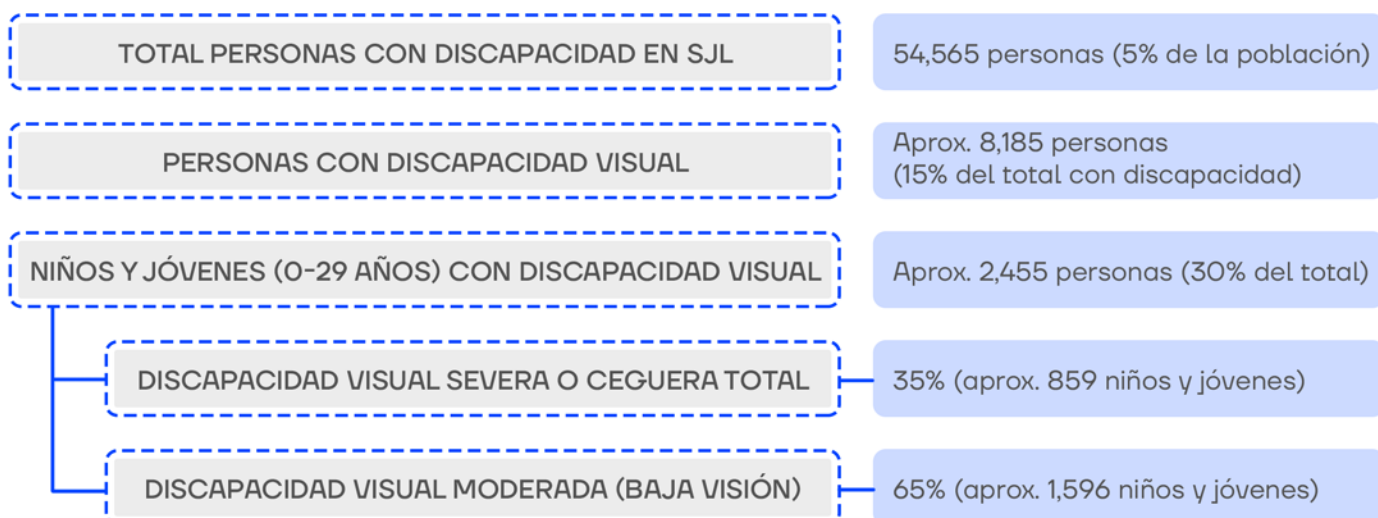 TOTAL PERSONAS CON DISCAPACIDAD EN SJL
54,565 personas (5% de la población)
PERSONAS CON DISCAPACIDAD VISUAL
Aprox. 8,185 personas
(15% del total con discapacidad)
NIÑOS Y JÓVENES (0-29 AÑOS) CON DISCAPACIDAD VISUAL
Aprox. 2,455 personas (30% del total)
DISCAPACIDAD VISUAL SEVERA O CEGUERA TOTAL
35% (aprox. 859 niños y jóvenes)
DISCAPACIDAD VISUAL MODERADA (BAJA VISIÓN)
65% (aprox. 1,596 niños y jóvenes)